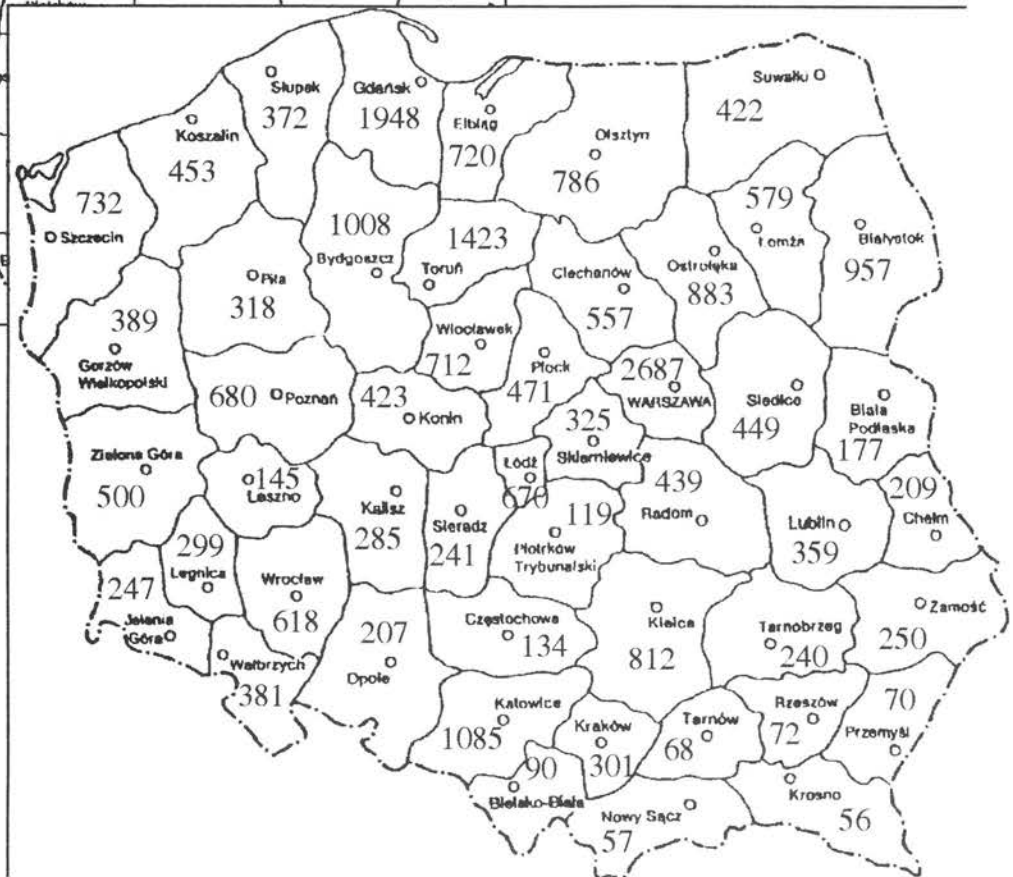 Suwałki
422
Słupsk
372
Gdańsk
1948
Elbląg
720
Olsztyn
786
Koszalin
453
579
Łomża
732
Szczecin
1008
Bydgoszcz
1423
Toruń
Białystok
957
Ostrołęka
883
Ciechanów
557
Piła
318
389
Gorzów
Wielkopolski
Włocławek
712
Płock
471
2687
WARSZAWA
Siedlce
449
Biała
Podlaska
177
680
Poznań
423
Konin
325
Skierniewice
Zielona Góra
500
145
Leszno
Kalisz
285
Sieradz
241
Łódź
670
119
Piotrków
Trybunalski
439
Radom
Lublin
359
209
Chełm
299
Legnica
247
Jelenia
Góra
Wrocław
618
Wałbrzych
381
207
Opole
Częstochowa
134
Kielce
812
Tarnobrzeg
240
Zamość
250
Katowice
1085
Kraków
301
Tarnów
68
Rzeszów
72
70
Przemyśl
90
Bielsko-Biała
Nowy Sącz
57
Krosno
56